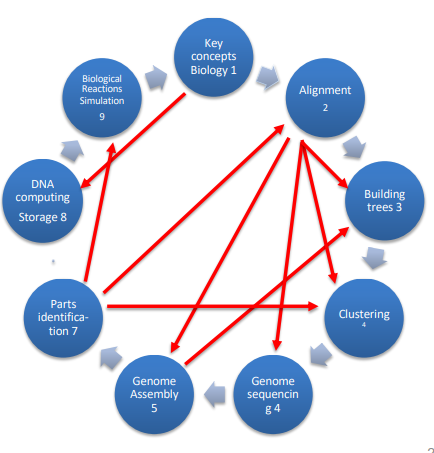 Key
concepts
Biology 1
Alignment
2
Building
trees 3
Clustering
4
Genome
sequencin
g 4
Genome
Assembly
5
Parts
identifica-
tion 7
DNA
computing
Storage 8
Biological
Reactions
Simulation
9